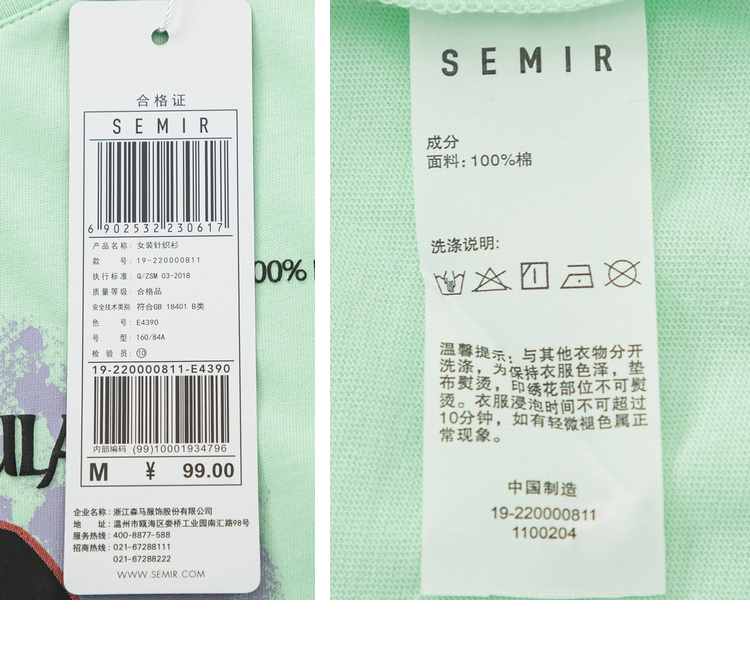 合格证
SEMIR
6 902532 230617
产品名称: 女装针织衫
款 号: 19-220000811
执行标准: Q/ZSM 03-2018
质量等级: 合格品
安全技术类别 符合GB 18401 B类
色 号: E4390
号 型: 160/84A
检 验 员: ⑩
19-220000811-E4390
内部编码 (99)10001934796
M ¥ 99.00
企业名称: 浙江森马服饰股份有限公司
地 址: 温州市瓯海区娄桥工业园南汇路98号
服务热线: 400-8877-588
招商热线: 021-67288111
021-67288222
WWW.SEMIR.COM
00%
ULA
SEMIR
成分
面料: 100%棉
洗涤说明:
温馨提示: 与其他衣物分开
洗涤, 为保持衣服色泽, 垫
布熨烫, 印绣花部位不可熨
烫。衣服浸泡时间不可超过
10分钟, 如有轻微褪色属正
常现象。
中国制造
19-220000811
1100204